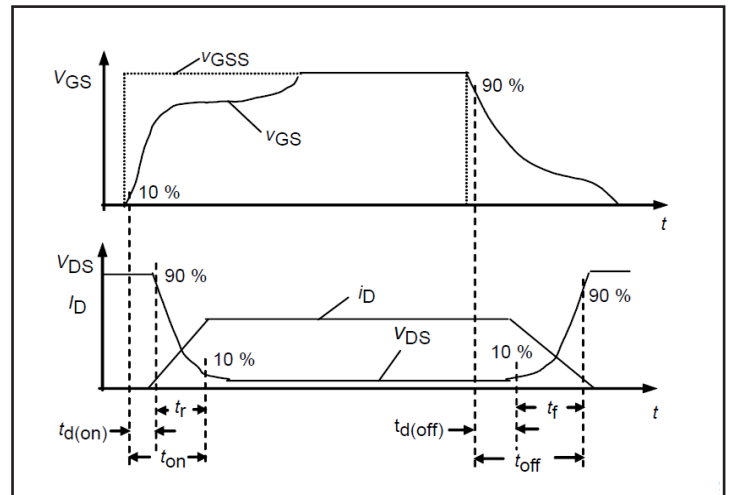 VGSS
VGS
90 %
VGS
10 %
t
VDS
90 %
iD
ID
90 %
VDS
10 %
10 %
tr
tf
t
td(on)
td(off)
ton
toff